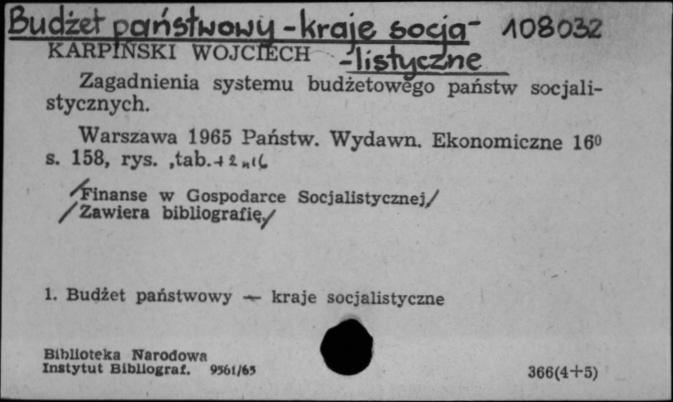 Budżet państwowy - kraje socja- 108032
-listyczne
KARPIŃSKI WOJCIECH
Zagadnienia systemu budżetowego państw socjali-
stycznych.
Warszawa 1965 Państw. Wydawn. Ekonomiczne 16⁰
s. 158, rys. ,tab.
/Finanse w Gospodarce Socjalistycznej/
/Zawiera bibliografię/
1. Budżet państwowy — kraje socjalistyczne
Biblioteka Narodowa
Instytut Bibliograf. 9561/65
366(4+5)